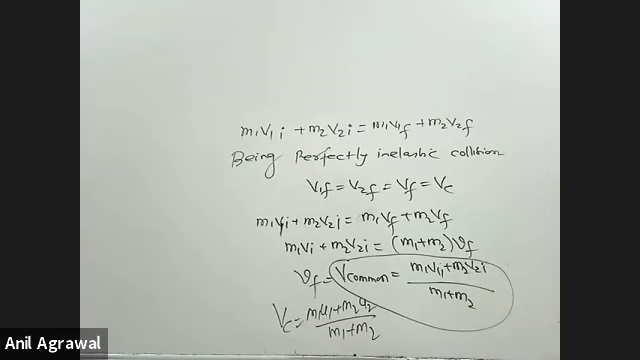 m₁v₁i + m₂v₂i = m₁v₁f + m₂v₂f
Being Perfectly inelastic collision
v₁f = v₂f = vf = vc
m₁v₁i + m₂v₂i = m₁vf + m₂vf
m₁vi + m₂v₂i = (m₁+m₂)vf
vf = Vcommon = m₁v₁i + m₂v₂i / m₁+m₂
Vc = m₁u₁+m₂u₂ / m₁+m₂
Anil Agrawal